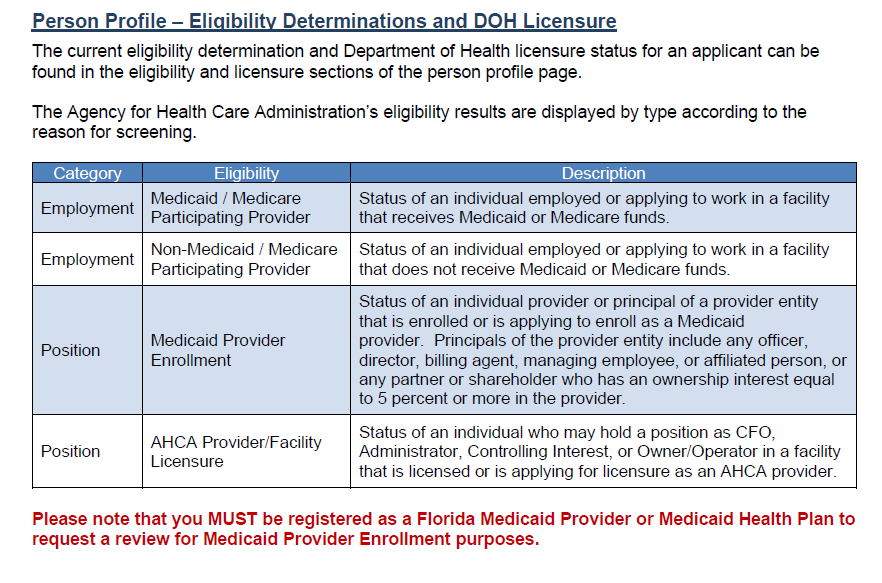 Person Profile – Eligibility Determinations and DOH Licensure
The current eligibility determination and Department of Health licensure status for an applicant can be
found in the eligibility and licensure sections of the person profile page.
The Agency for Health Care Administration's eligibility results are displayed by type according to the
reason for screening.
Category Eligibility Description
Employment
Medicaid / Medicare
Participating Provider
Status of an individual employed or applying to work in a facility
that receives Medicaid or Medicare funds.
Employment
Non-Medicaid / Medicare
Participating Provider
Status of an individual employed or applying to work in a facility
that does not receive Medicaid or Medicare funds.
Position
Medicaid Provider
Enrollment
Status of an individual provider or principal of a provider entity
that is enrolled or is applying to enroll as a Medicaid
provider. Principals of the provider entity include any officer,
director, billing agent, managing employee, or affiliated person, or
any partner or shareholder who has an ownership interest equal
to 5 percent or more in the provider.
Position
AHCA Provider/Facility
Licensure
Status of an individual who may hold a position as CFO,
Administrator, Controlling Interest, or Owner/Operator in a facility
that is licensed or is applying for licensure as an AHCA provider.
Please note that you MUST be registered as a Florida Medicaid Provider or Medicaid Health Plan to
request a review for Medicaid Provider Enrollment purposes.